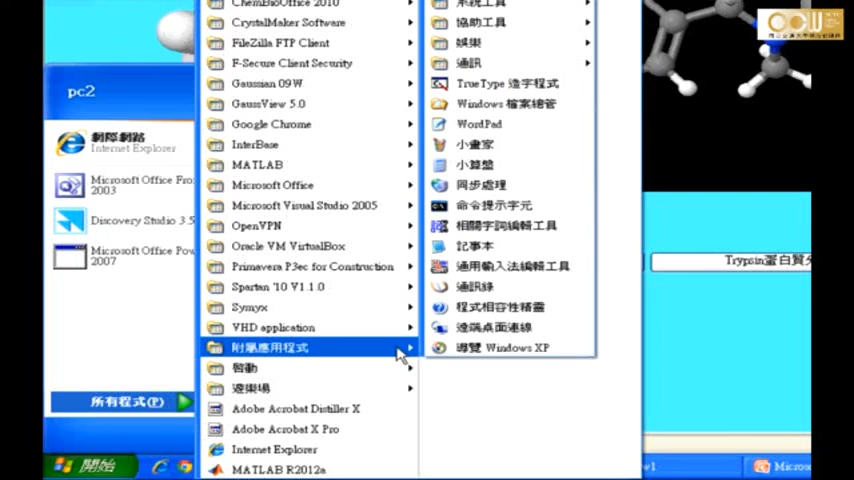 pc2
網際網路
Internet Explorer
Microsoft Office Fro
2003
Discovery Studio 3.5
Microsoft Office Pow
2007
所有程式(P)
開始
ChemBioOffice 2010
CrystalMaker Software
FileZilla FTP Client
F-Secure Client Security
Gaussian 09W
GaussView 5.0
Google Chrome
InterBase
MATLAB
Microsoft Office
Microsoft Visual Studio 2005
OpenVPN
Oracle VM VirtualBox
Primavera P3ec for Construction
Spartan '10 V1.1.0
Symyx
VHD application
附屬應用程式
啟動
遊樂場
Adobe Acrobat Distiller X
Adobe Acrobat X Pro
Internet Explorer
MATLAB R2012a
系統工具
協助工具
娛樂
通訊
TrueType 造字程式
Windows 檔案總管
WordPad
小畫家
小算盤
同步處理
命令提示字元
相關字詞編輯工具
記事本
通用輸入法編輯工具
通訊錄
程式相容性精靈
遠端桌面連線
導覽 Windows XP
OCW
Trypsin蛋白質分
Micros